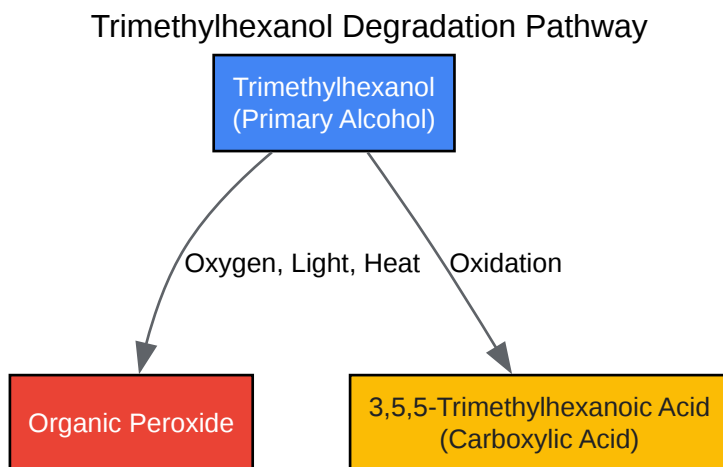 Trimethylhexanol Degradation Pathway
Trimethylhexanol
(Primary Alcohol)
Oxygen, Light, Heat
Oxidation
Organic Peroxide
3,5,5-Trimethylhexanoic Acid
(Carboxylic Acid)